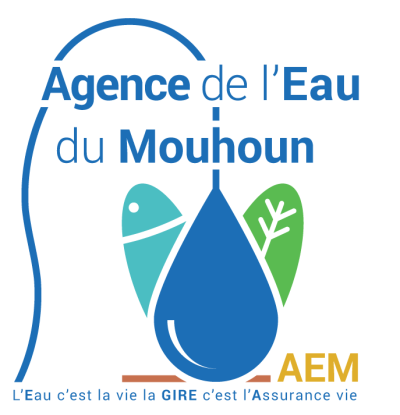 Agence de l'Eau
du Mouhoun
AEM
L'Eau c'est la vie la GIRE c'est l'Assurance vie